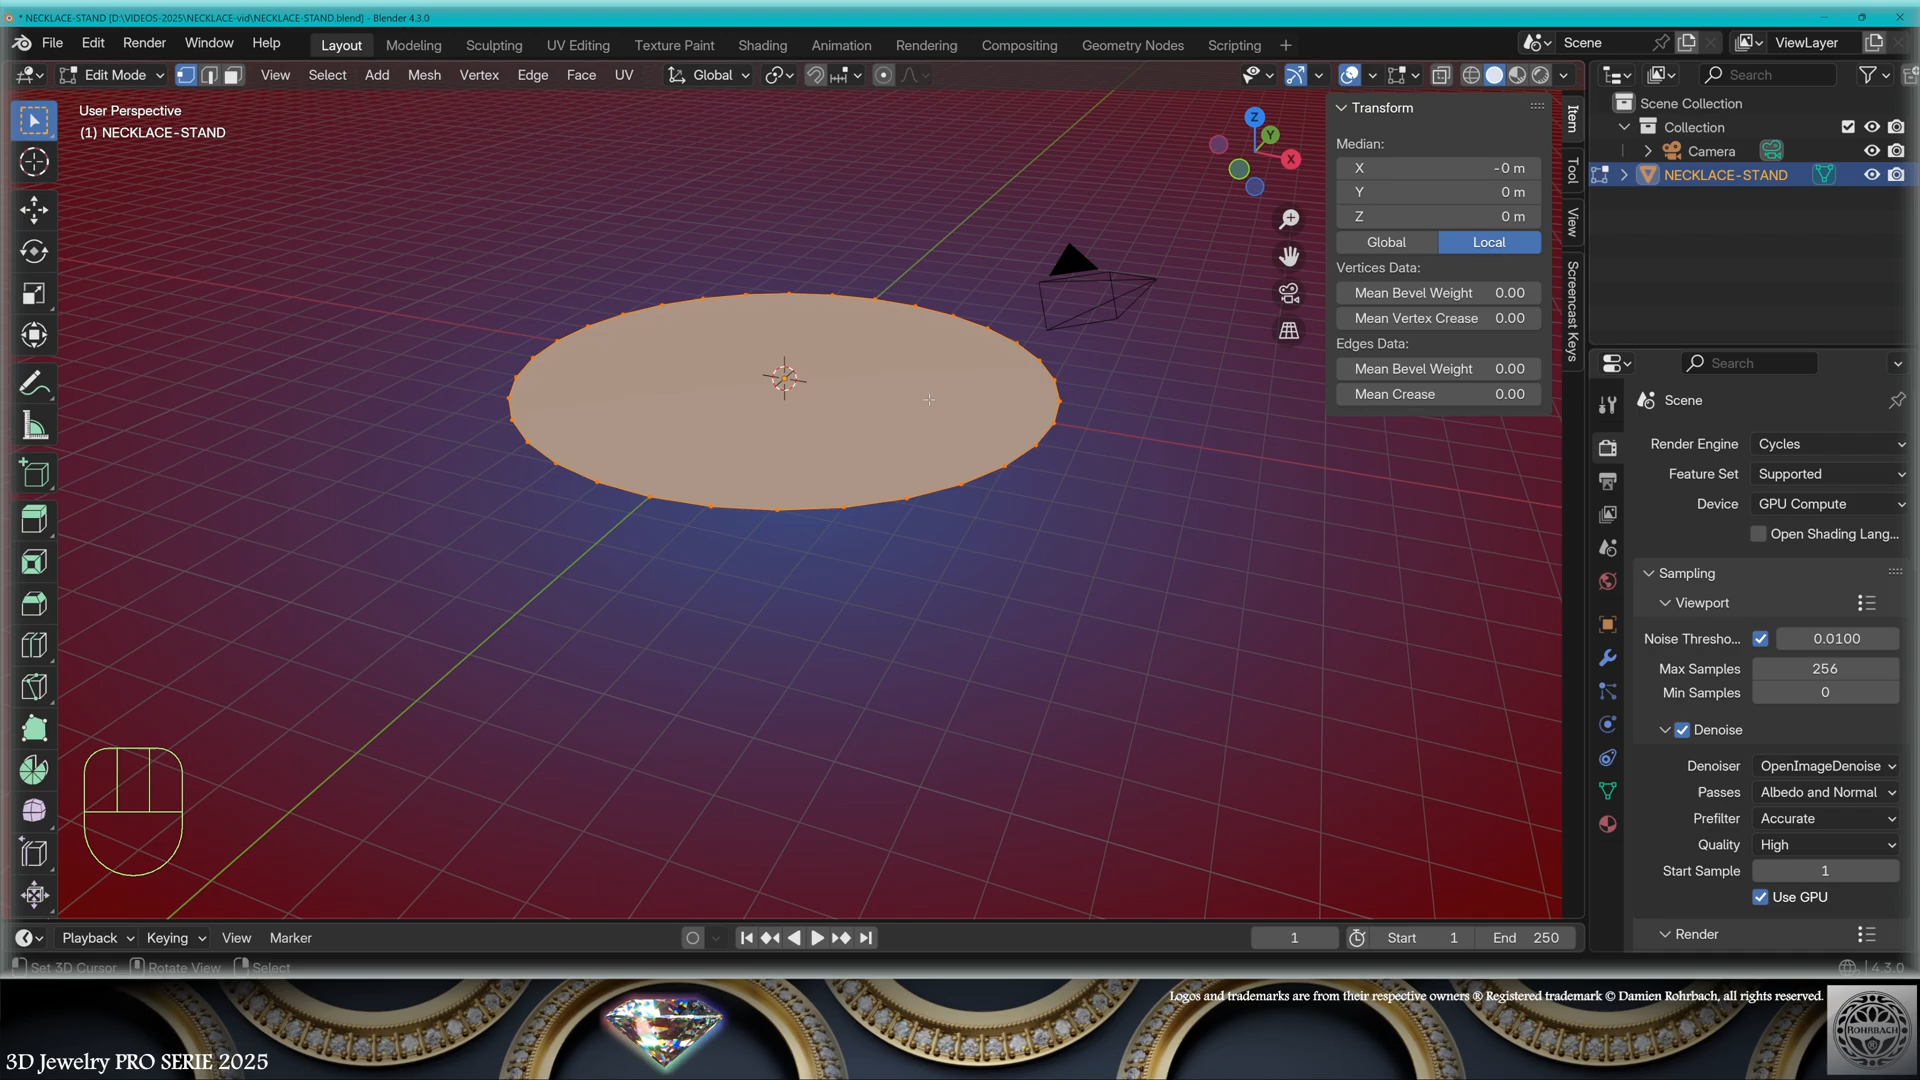 * NECKLACE-STAND [D:\VIDEOS-2025\NECKLACE-vid\NECKLACE-STAND.blend] - Blender 4.3.0
File Edit Render Window Help
Layout Modeling Sculpting UV Editing Texture Paint Shading Animation Rendering Compositing Geometry Nodes Scripting +
Scene
ViewLayer
Edit Mode View Select Add Mesh Vertex Edge Face UV Global
User Perspective
(1) NECKLACE-STAND
Z
Y
X
Transform
Median:
X -0 m
Y 0 m
Z 0 m
Global Local
Vertices Data:
Mean Bevel Weight 0.00
Mean Vertex Crease 0.00
Edges Data:
Mean Bevel Weight 0.00
Mean Crease 0.00
Item
Tool
View
Screencast Keys
Search
Scene Collection
Collection
Camera
NECKLACE-STAND
Search
Scene
Render Engine Cycles
Feature Set Supported
Device GPU Compute
Open Shading Lang...
Sampling
Viewport
Noise Thresho... 0.0100
Max Samples 256
Min Samples 0
Denoise
Denoiser OpenImageDenoise
Passes Albedo and Normal
Prefilter Accurate
Quality High
Start Sample 1
Use GPU
Render
Playback Keying View Marker
1 Start 1 End 250
Set 3D Cursor Rotate View Select
4.3.0
Logos and trademarks are from their respective owners ® Registered trademark © Damien Rohrbach, all rights reserved.
ROHRBACH
3D Jewelry PRO SERIE 2025